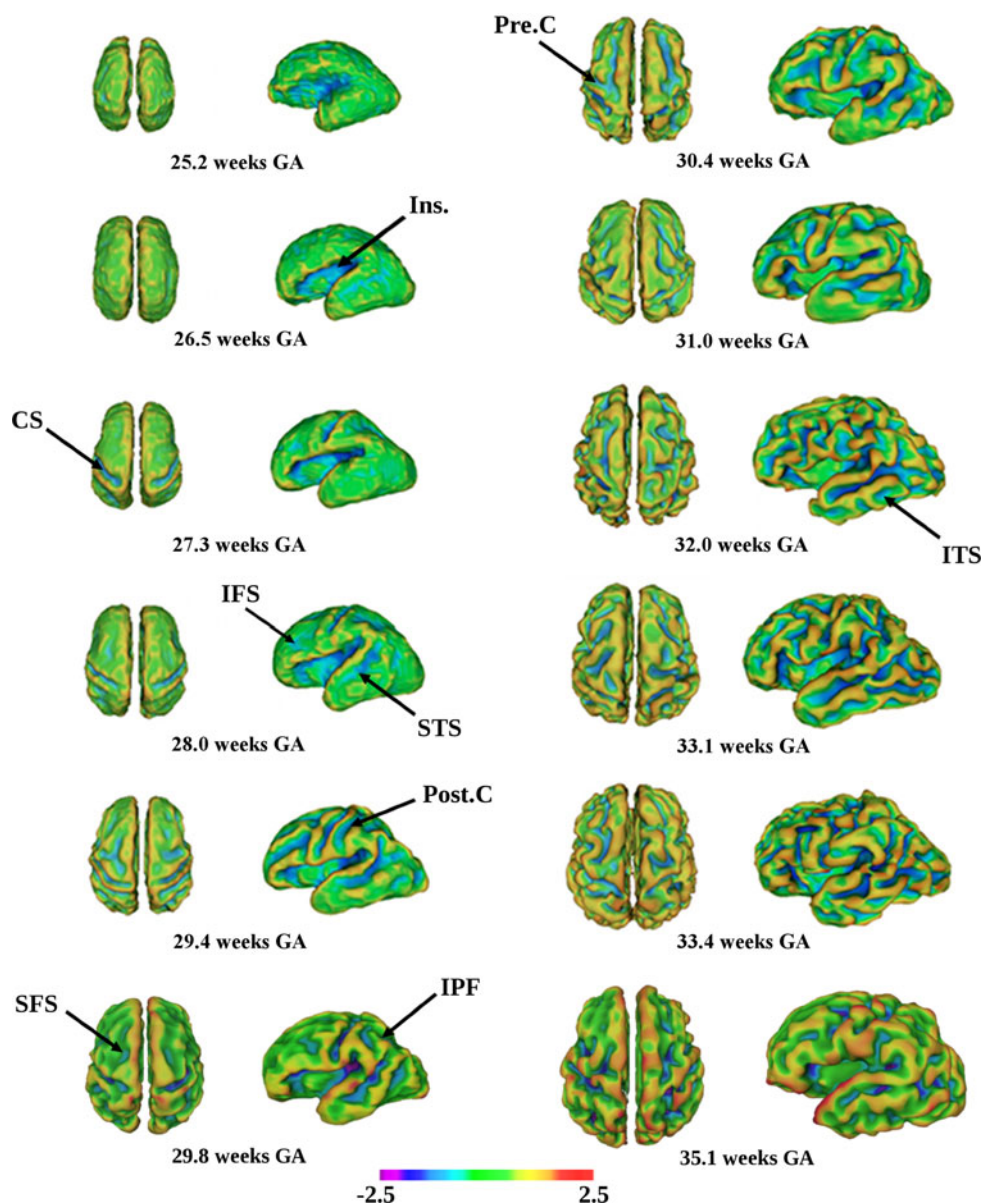 Pre.C
25.2 weeks GA
30.4 weeks GA
Ins.
26.5 weeks GA
31.0 weeks GA
CS
27.3 weeks GA
32.0 weeks GA
ITS
IFS
STS
28.0 weeks GA
33.1 weeks GA
Post.C
29.4 weeks GA
33.4 weeks GA
SFS
IPF
29.8 weeks GA
35.1 weeks GA
-2.5
2.5